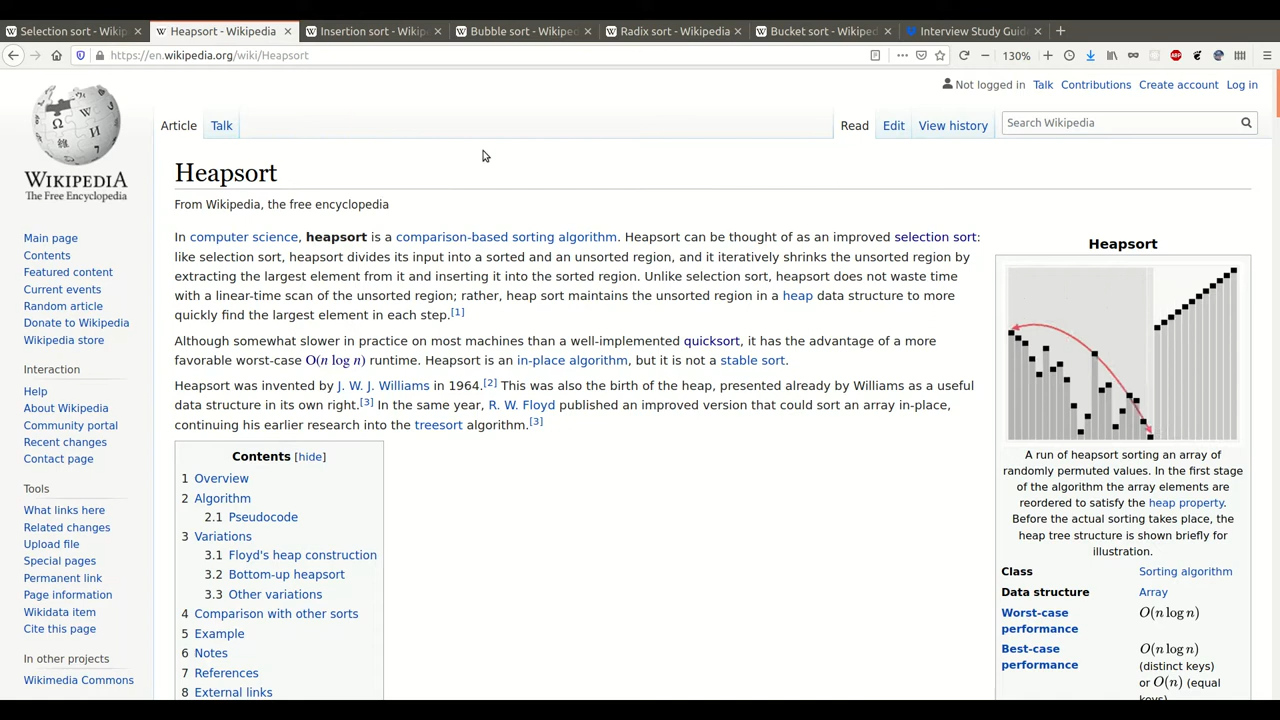 Selection sort - Wikip
Heapsort - Wikipedia
Insertion sort - Wikipe
Bubble sort - Wikipe
Radix sort - Wikipedia
Bucket sort - Wikiped
Interview Study Guid
https://en.wikipedia.org/wiki/Heapsort
130%
ABP
Not logged in Talk Contributions Create account Log in
Article Talk
Read Edit View history
Search Wikipedia
WIKIPEDIA
The Free Encyclopedia
Main page
Contents
Featured content
Current events
Random article
Donate to Wikipedia
Wikipedia store
Interaction
Help
About Wikipedia
Community portal
Recent changes
Contact page
Tools
What links here
Related changes
Upload file
Special pages
Permanent link
Page information
Wikidata item
Cite this page
In other projects
Wikimedia Commons
Heapsort
From Wikipedia, the free encyclopedia
In computer science, heapsort is a comparison-based sorting algorithm. Heapsort can be thought of as an improved selection sort:
like selection sort, heapsort divides its input into a sorted and an unsorted region, and it iteratively shrinks the unsorted region by
extracting the largest element from it and inserting it into the sorted region. Unlike selection sort, heapsort does not waste time
with a linear-time scan of the unsorted region; rather, heap sort maintains the unsorted region in a heap data structure to more
quickly find the largest element in each step.[1]
Although somewhat slower in practice on most machines than a well-implemented quicksort, it has the advantage of a more
favorable worst-case O(n log n) runtime. Heapsort is an in-place algorithm, but it is not a stable sort.
Heapsort was invented by J. W. J. Williams in 1964.[2] This was also the birth of the heap, presented already by Williams as a useful
data structure in its own right.[3] In the same year, R. W. Floyd published an improved version that could sort an array in-place,
continuing his earlier research into the treesort algorithm.[3]
Contents [hide]
1 Overview
2 Algorithm
2.1 Pseudocode
3 Variations
3.1 Floyd's heap construction
3.2 Bottom-up heapsort
3.3 Other variations
4 Comparison with other sorts
5 Example
6 Notes
7 References
8 External links
Heapsort
A run of heapsort sorting an array of
randomly permuted values. In the first stage
of the algorithm the array elements are
reordered to satisfy the heap property.
Before the actual sorting takes place, the
heap tree structure is shown briefly for
illustration.
Class Sorting algorithm
Data structure Array
Worst-case O(n log n)
performance
Best-case O(n log n)
performance (distinct keys)
or O(n) (equal
keys)